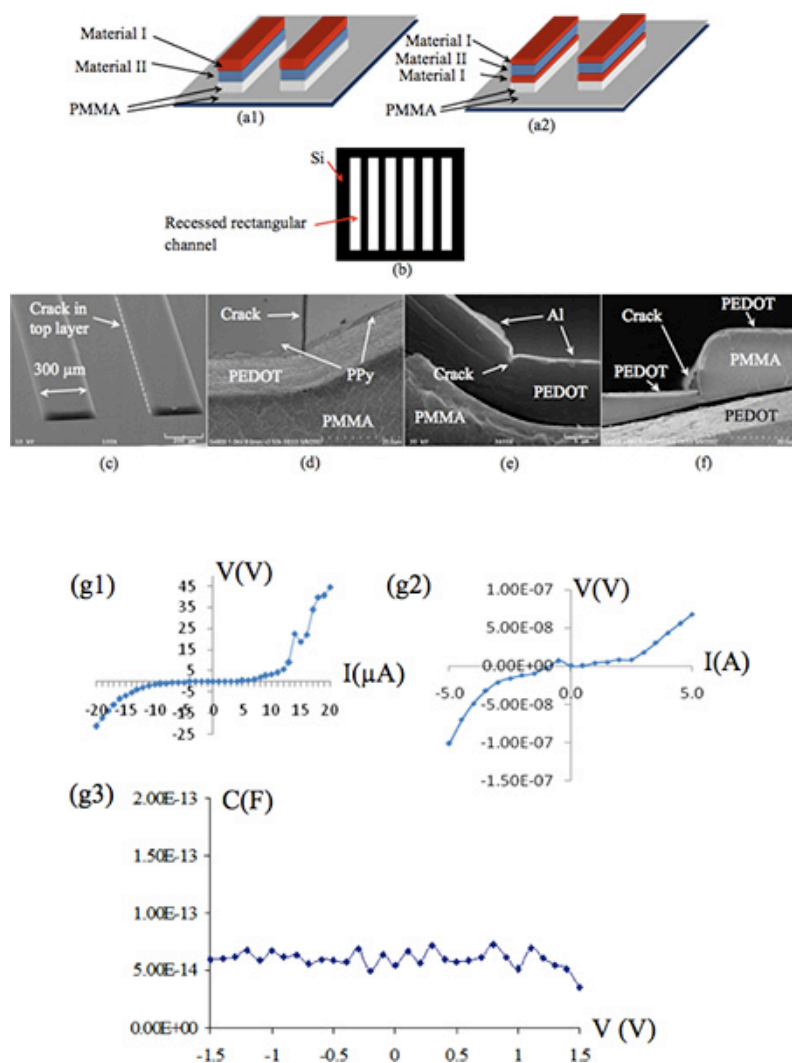 Material I
Material II
PMMA
(a1)
Material I
Material II
Material I
PMMA
(a2)
Si
Recessed rectangular
channel
(b)
Crack in
top layer
300 µm
(c)
Crack
PEDOT
PPy
PMMA
(d)
Al
Crack
PEDOT
PMMA
(e)
PEDOT
Crack
PMMA
PEDOT
PEDOT
(f)
(g1)
V(V)
45
35
25
15
5
-5
-15
-25
I(µA)
-20 -15 -10 -5 0 5 10 15 20
(g2)
V(V)
1.00E-07
5.00E-08
0.00E+00
-5.00E-08
-1.00E-07
-1.50E-07
I(A)
-5.0 0.0 5.0
(g3)
C(F)
2.00E-13
1.50E-13
1.00E-13
5.00E-14
0.00E+00
V (V)
-1.5 -1 -0.5 0 0.5 1 1.5